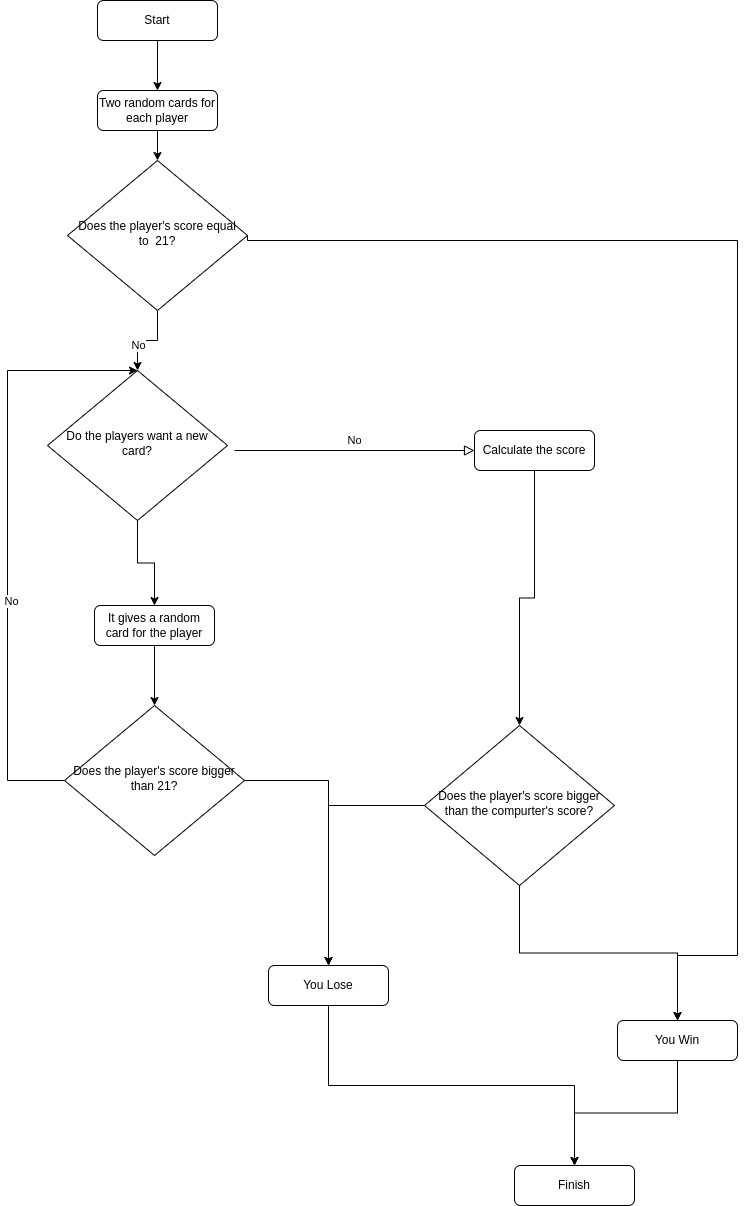 Start
Two random cards for
each player
Does the player's score equal
to  21?
No
Do the players want a new
card?
No
Calculate the score
No
It gives a random
card for the player
Does the player's score bigger
than 21?
Does the player's score bigger
than the compurter's score?
You Lose
You Win
Finish